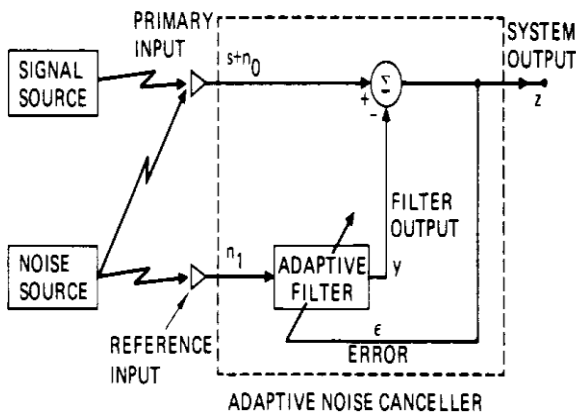 PRIMARY
INPUT
SYSTEM
OUTPUT
SIGNAL
SOURCE
s+n0
Σ
+
-
z
FILTER
OUTPUT
NOISE
SOURCE
n1
ADAPTIVE
FILTER
y
ε
ERROR
REFERENCE
INPUT
ADAPTIVE NOISE CANCELLER